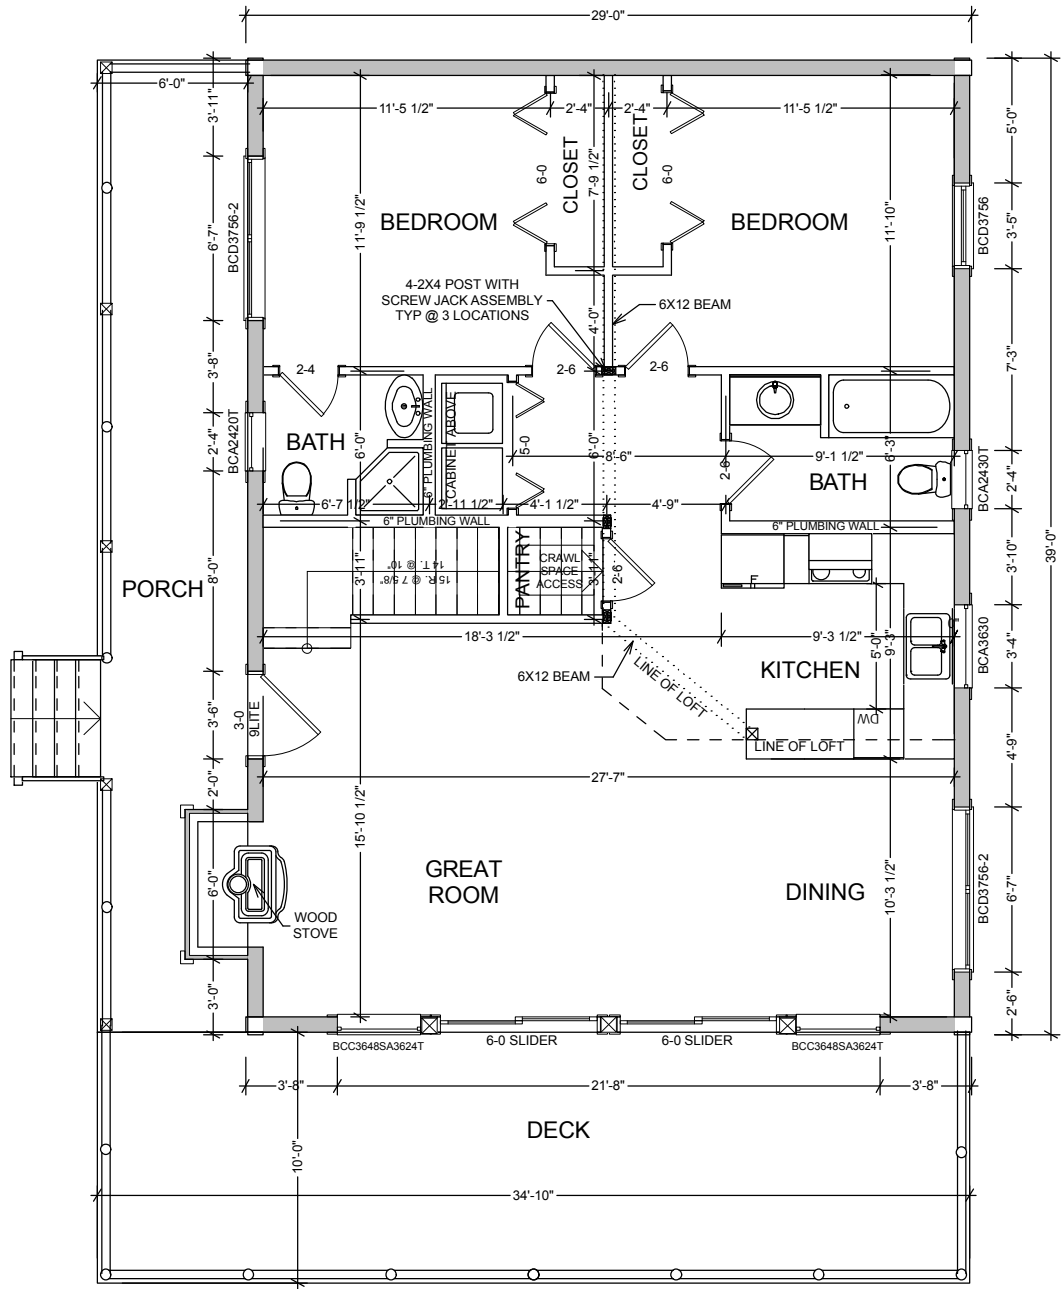 29'-0"
6'-0"
3'-11"
11'-5 1/2"
2'-4"
2'-4"
11'-5 1/2"
5'-0"
CLOSET
CLOSET
7'-9 1/2"
6-0
6-0
11'-9 1/2"
11'-10"
BEDROOM
BEDROOM
6'-7"
BCD3756-2
BCD3756
3'-5"
4-2X4 POST WITH
SCREW JACK ASSEMBLY
TYP @ 3 LOCATIONS
6X12 BEAM
4'-0"
3'-8"
2-4
2-6
2-6
7'-3"
BATH
6" PLUMBING WALL
CABINET ABOVE
5-0
6'-0"
6'-0"
8'-6"
9'-1 1/2"
6'-3"
2'-4"
BCA2420T
2-6
BATH
BCA2430T
2'-4"
6'-7 1/2"
2'-11 1/2"
4'-1 1/2"
4'-9"
6" PLUMBING WALL
6" PLUMBING WALL
3'-10"
39'-0"
PORCH
8'-0"
3'-11"
15 R. @ 7 5/8"
14 T. @ 10"
PANTRY
CRAWL
SPACE
ACCESS
3'-11"
2-6
F
18'-3 1/2"
9'-3 1/2"
5'-0"
9'-3"
BCA3630
3'-4"
KITCHEN
6X12 BEAM
LINE OF LOFT
3'-6"
3-0
9LITE
DW
LINE OF LOFT
4'-9"
27'-7"
2'-0"
15'-10 1/2"
GREAT
ROOM
DINING
10'-3 1/2"
6'-0"
WOOD
STOVE
BCD3756-2
6'-7"
3'-0"
2'-6"
BCC3648SA3624T
6-0 SLIDER
6-0 SLIDER
BCC3648SA3624T
3'-8"
21'-8"
3'-8"
DECK
10'-0"
34'-10"